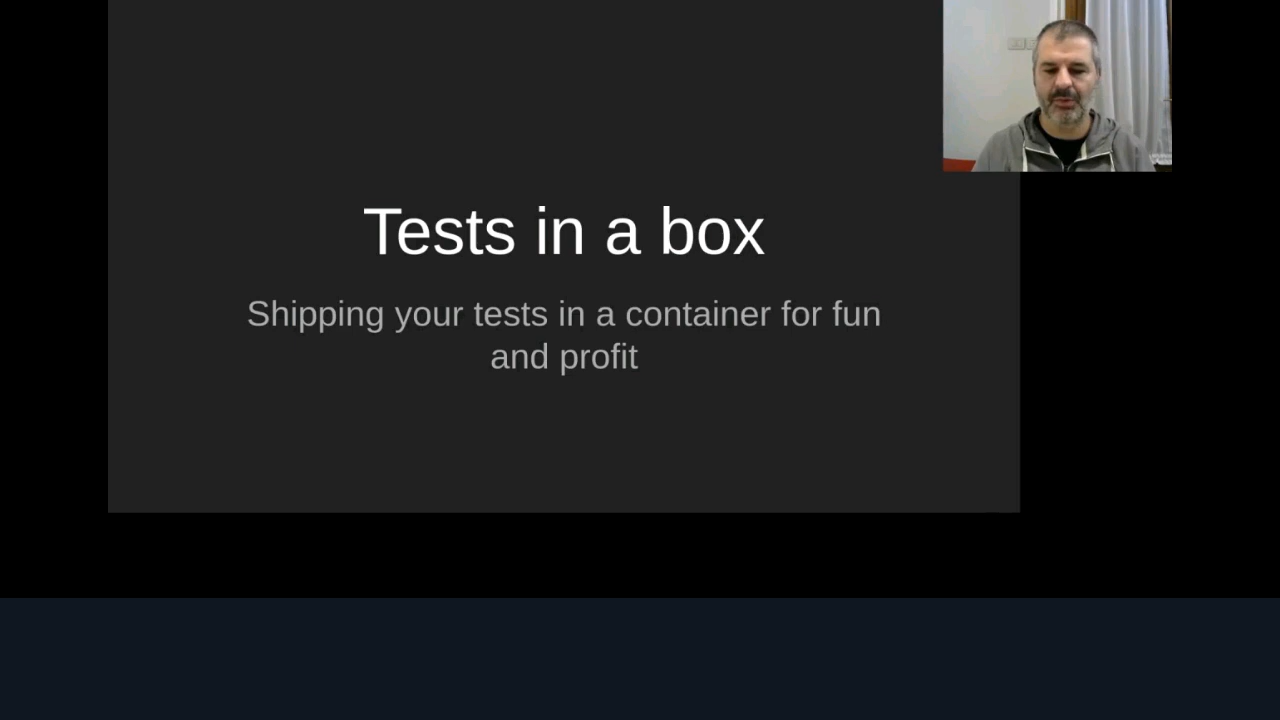 Tests in a box
Shipping your tests in a container for fun
and profit